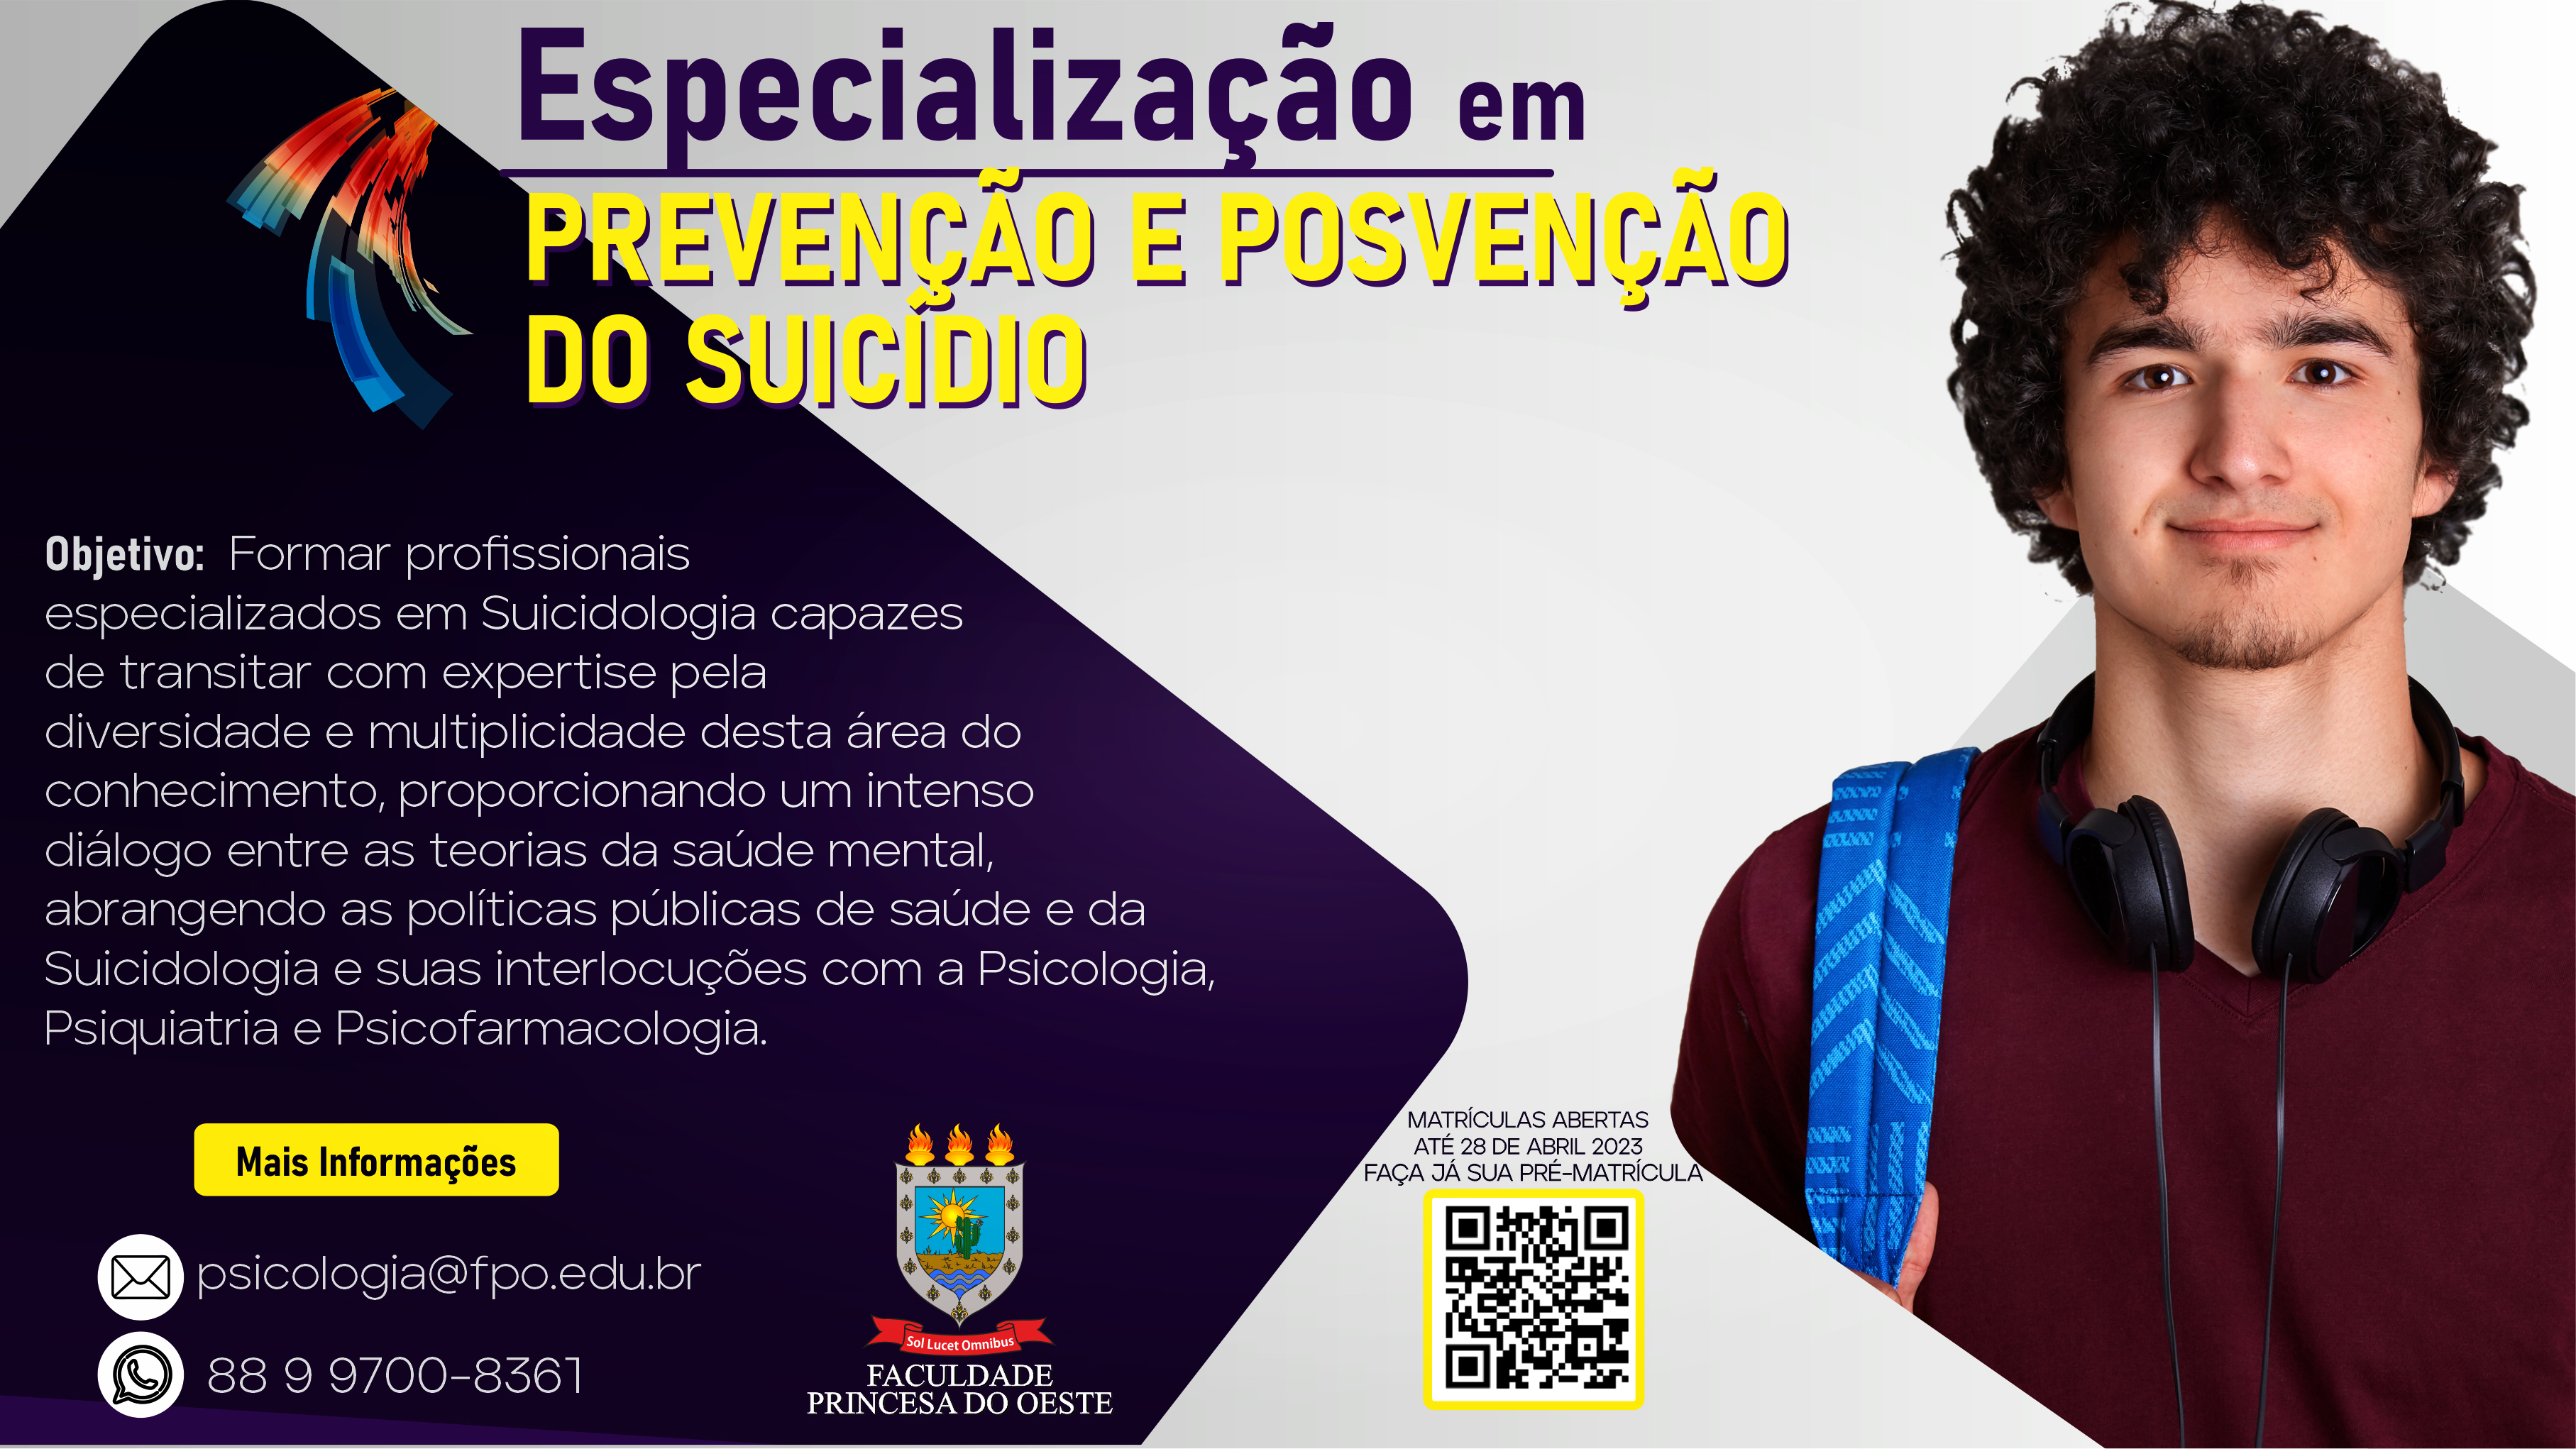 Especialização em
PREVENÇÃO E POSVENÇÃO
DO SUICÍDIO
Objetivo: Formar profissionais
especializados em Suicidologia capazes
de transitar com expertise pela
diversidade e multiplicidade desta área do
conhecimento, proporcionando um intenso
diálogo entre as teorias da saúde mental,
abrangendo as políticas públicas de saúde e da
Suicidologia e suas interlocuções com a Psicologia,
Psiquiatria e Psicofarmacologia.
Mais Informações
psicologia@fpo.edu.br
88 9 9700-8361
Sol Lucet Omnibus
FACULDADE
PRINCESA DO OESTE
MATRÍCULAS ABERTAS
ATÉ 28 DE ABRIL 2023
FAÇA JÁ SUA PRÉ-MATRÍCULA